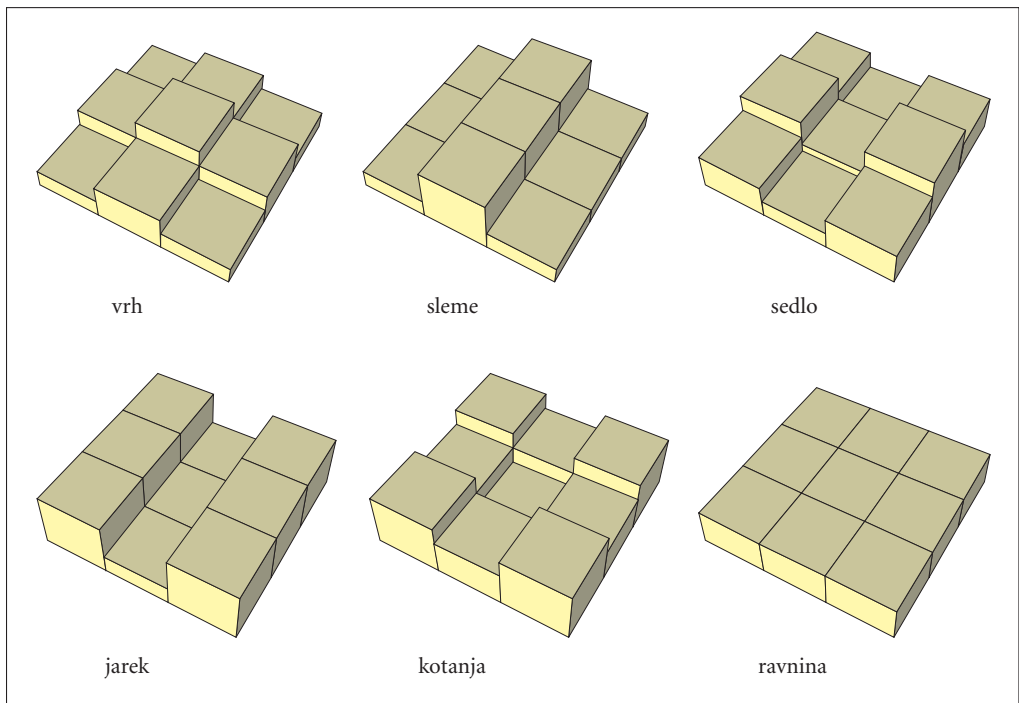 vrh
sleme
sedlo
jarek
kotanja
ravnina